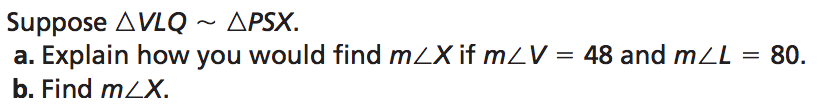 Suppose △VLQ ~ △PSX.
a. Explain how you would find m∠X if m∠V = 48 and m∠L = 80.
b. Find m∠X.